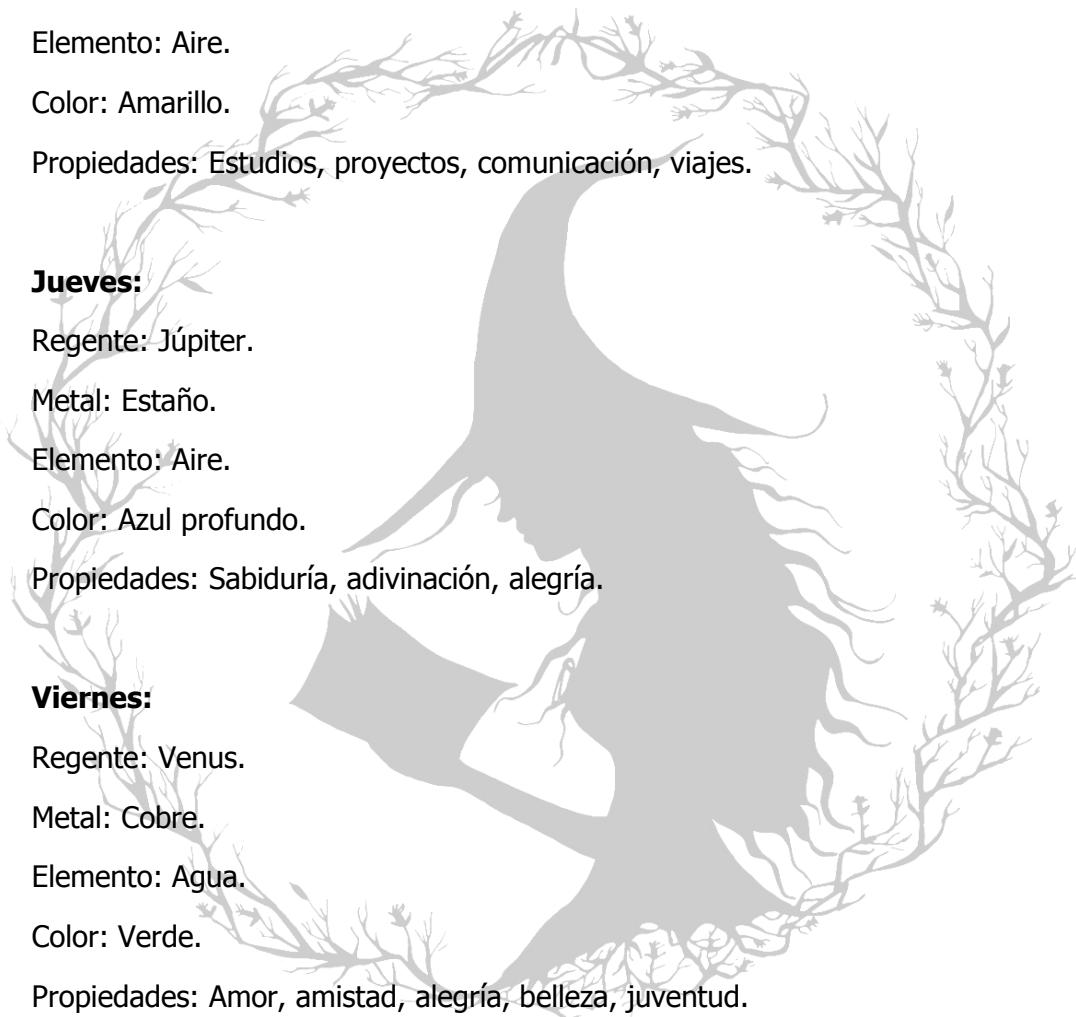 Elemento: Aire.
Color: Amarillo.
Propiedades: Estudios, proyectos, comunicación, viajes.
Jueves:
Regente: Júpiter.
Metal: Estaño.
Elemento: Aire.
Color: Azul profundo.
Propiedades: Sabiduría, adivinación, alegría.
Viernes:
Regente: Venus.
Metal: Cobre.
Elemento: Agua.
Color: Verde.
Propiedades: Amor, amistad, alegría, belleza, juventud.